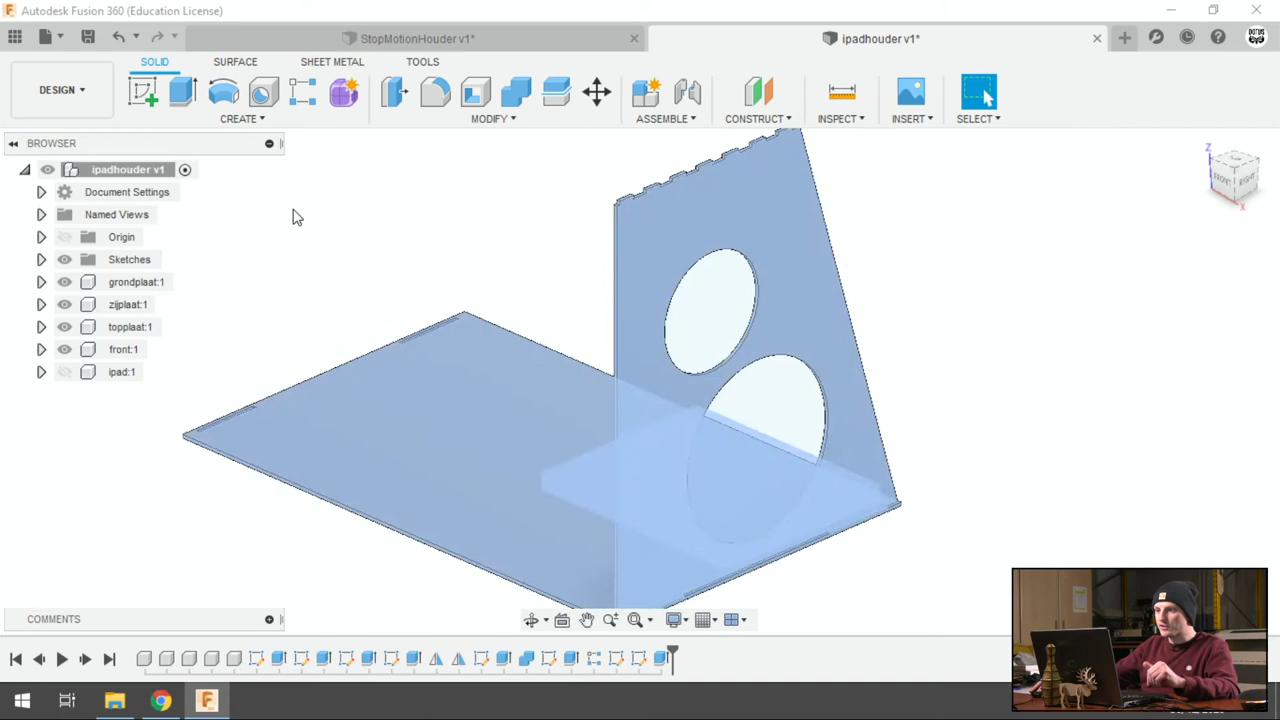 Autodesk Fusion 360 (Education License)
StopMotionHouder v1*
ipadhouder v1*
DESIGN
SOLID
SURFACE
SHEET METAL
TOOLS
CREATE
MODIFY
ASSEMBLE
CONSTRUCT
INSPECT
INSERT
SELECT
BROWSER
ipadhouder v1
Document Settings
Named Views
Origin
Sketches
grondplaat:1
zijplaat:1
topplaat:1
front:1
ipad:1
Z
FRONT
RIGHT
X
COMMENTS